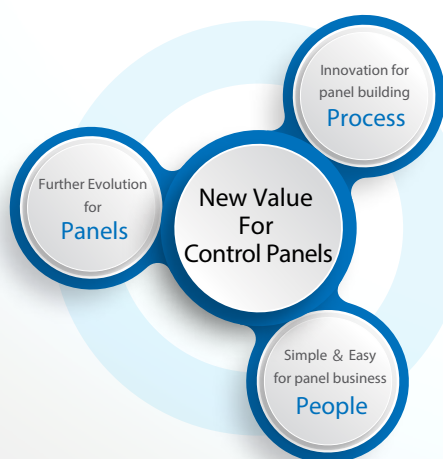 Innovation for
panel building
Process
Further Evolution
for
Panels
New Value
For
Control Panels
Simple & Easy
for panel business
People